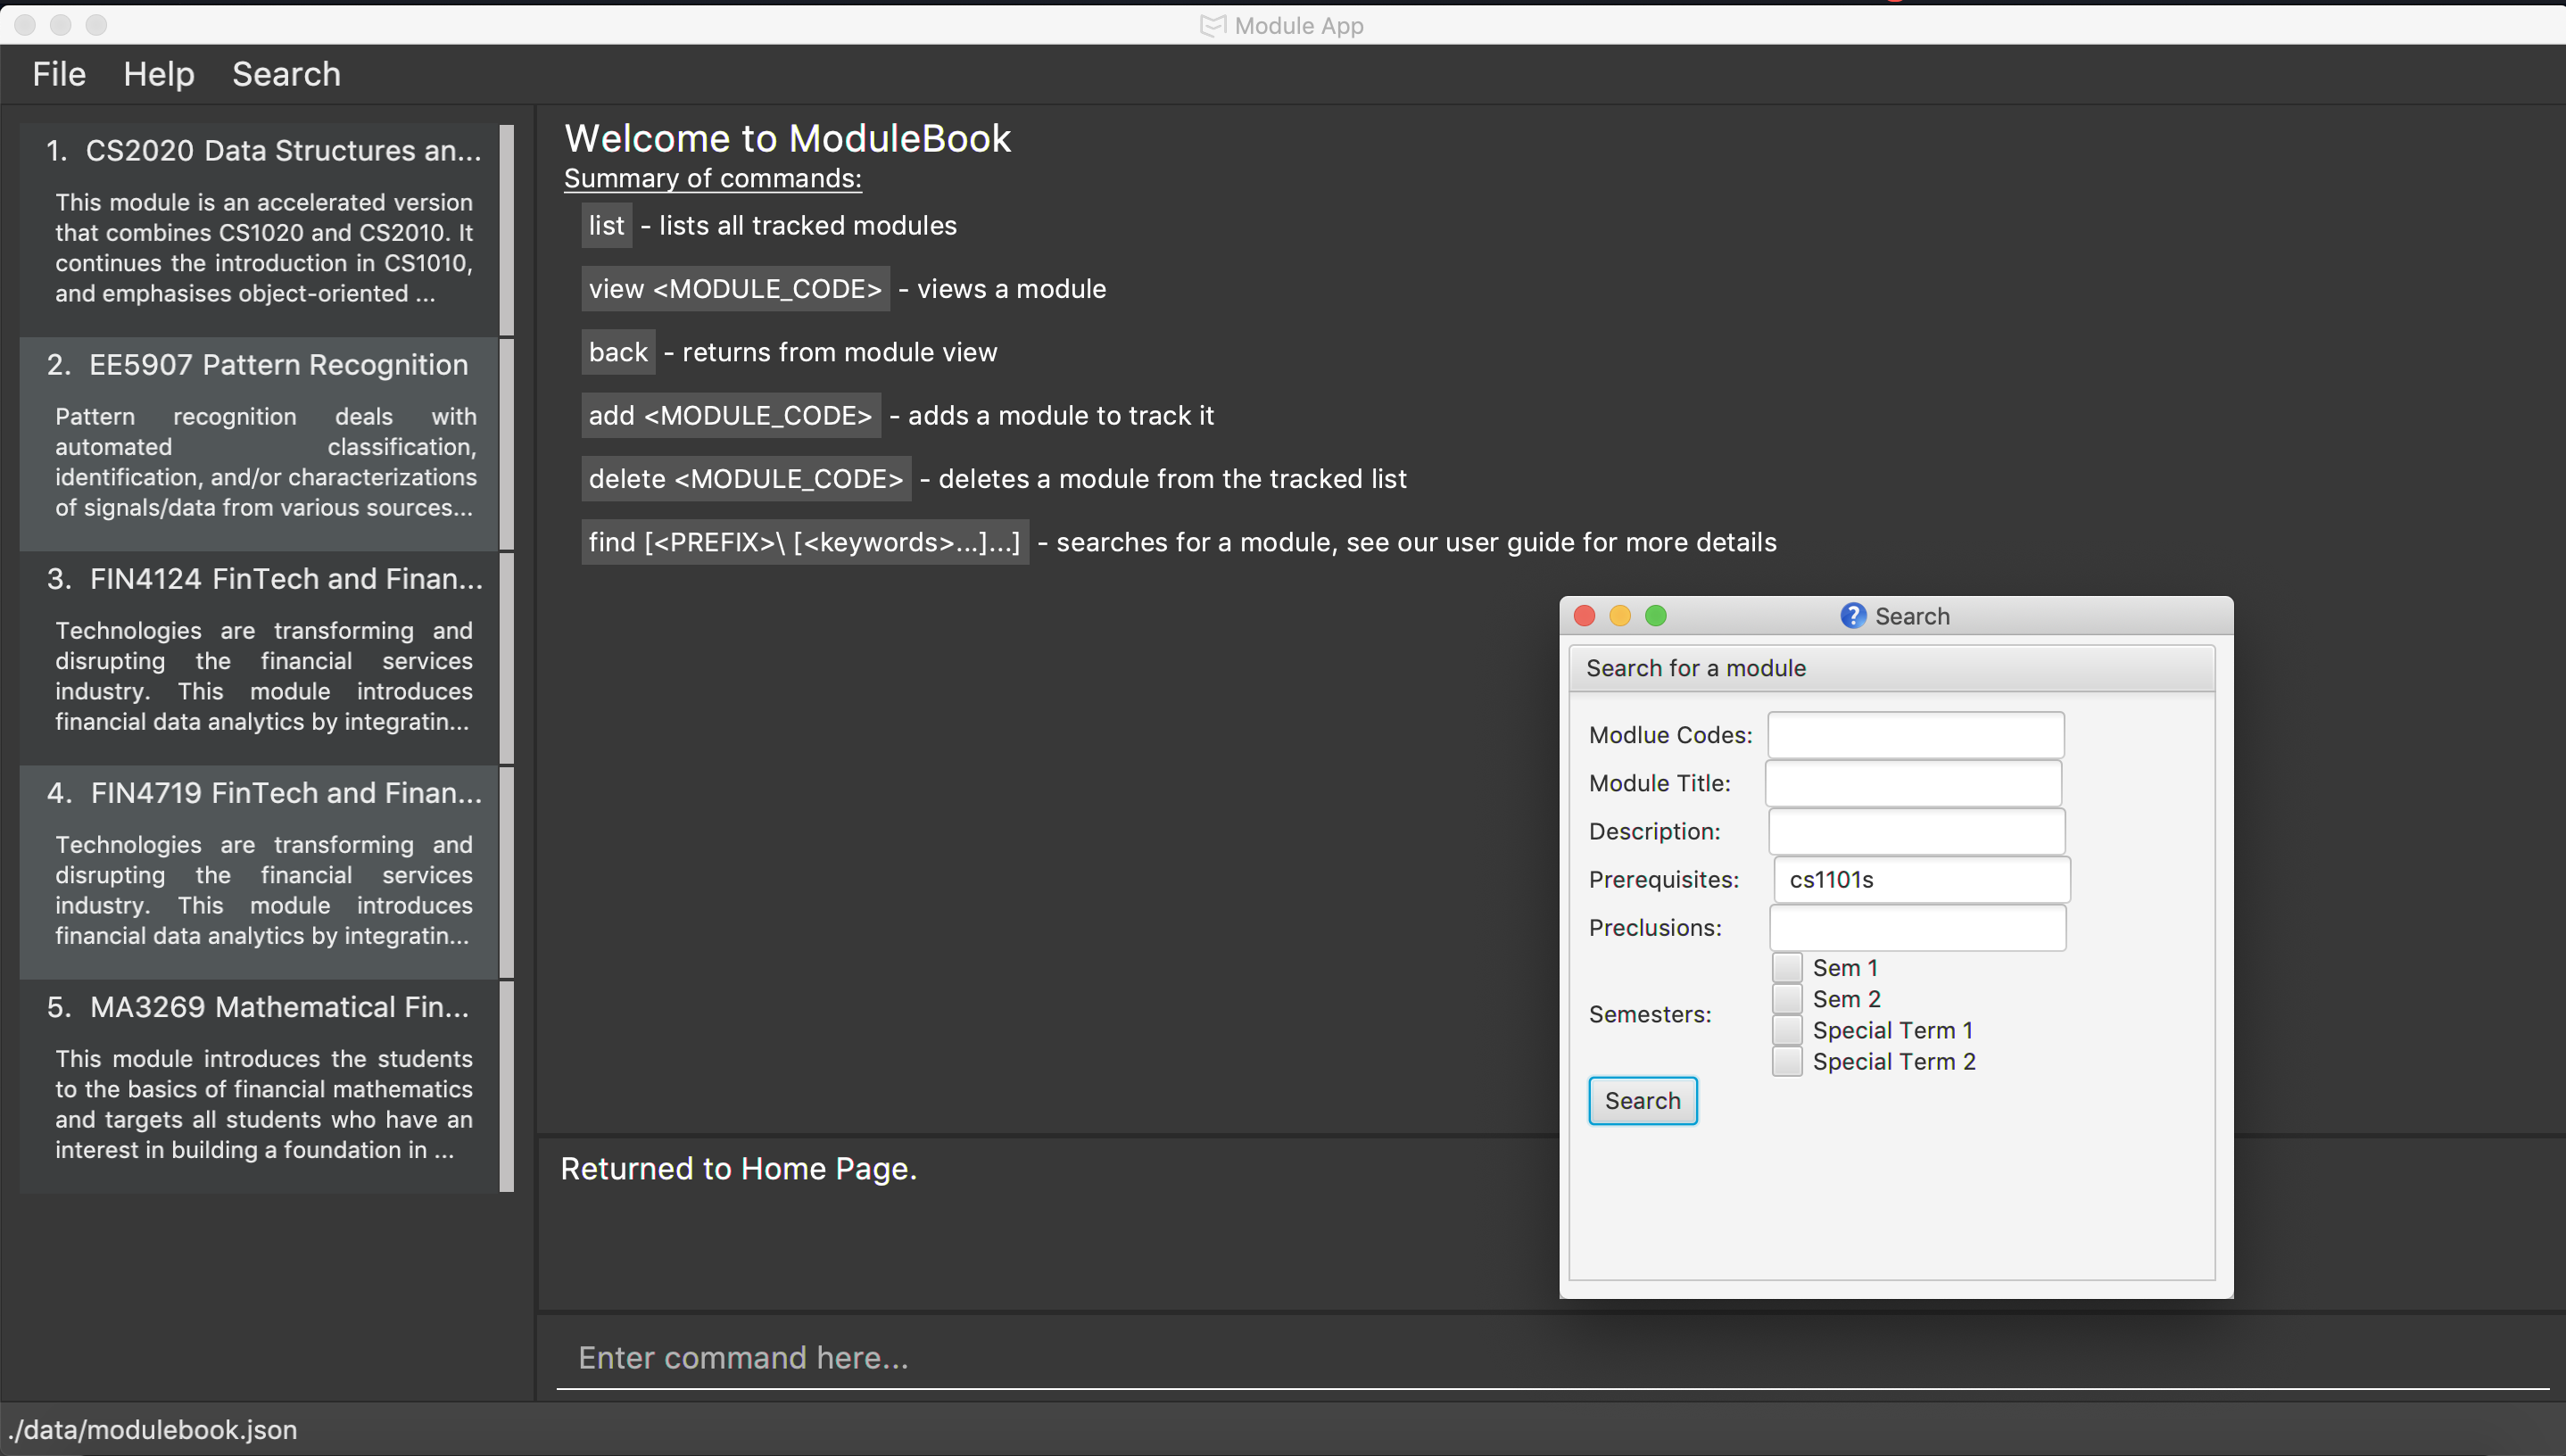 Module App
File Help Search
1. CS2020 Data Structures an...
This module is an accelerated version
that combines CS1020 and CS2010. It
continues the introduction in CS1010,
and emphasises object-oriented ...
2. EE5907 Pattern Recognition
Pattern recognition deals with
automated classification,
identification, and/or characterizations
of signals/data from various sources...
3. FIN4124 FinTech and Finan...
Technologies are transforming and
disrupting the financial services
industry. This module introduces
financial data analytics by integratin...
4. FIN4719 FinTech and Finan...
Technologies are transforming and
disrupting the financial services
industry. This module introduces
financial data analytics by integratin...
5. MA3269 Mathematical Fin...
This module introduces the students
to the basics of financial mathematics
and targets all students who have an
interest in building a foundation in ...
Welcome to ModuleBook
Summary of commands:
list - lists all tracked modules
view <MODULE_CODE> - views a module
back - returns from module view
add <MODULE_CODE> - adds a module to track it
delete <MODULE_CODE> - deletes a module from the tracked list
find [<PREFIX>\ [<keywords>...]...] - searches for a module, see our user guide for more details
? Search
Search for a module
Modlue Codes:
Module Title:
Description:
Prerequisites: cs1101s
Preclusions:
Semesters:
Sem 1
Sem 2
Special Term 1
Special Term 2
Search
Returned to Home Page.
Enter command here...
./data/modulebook.json